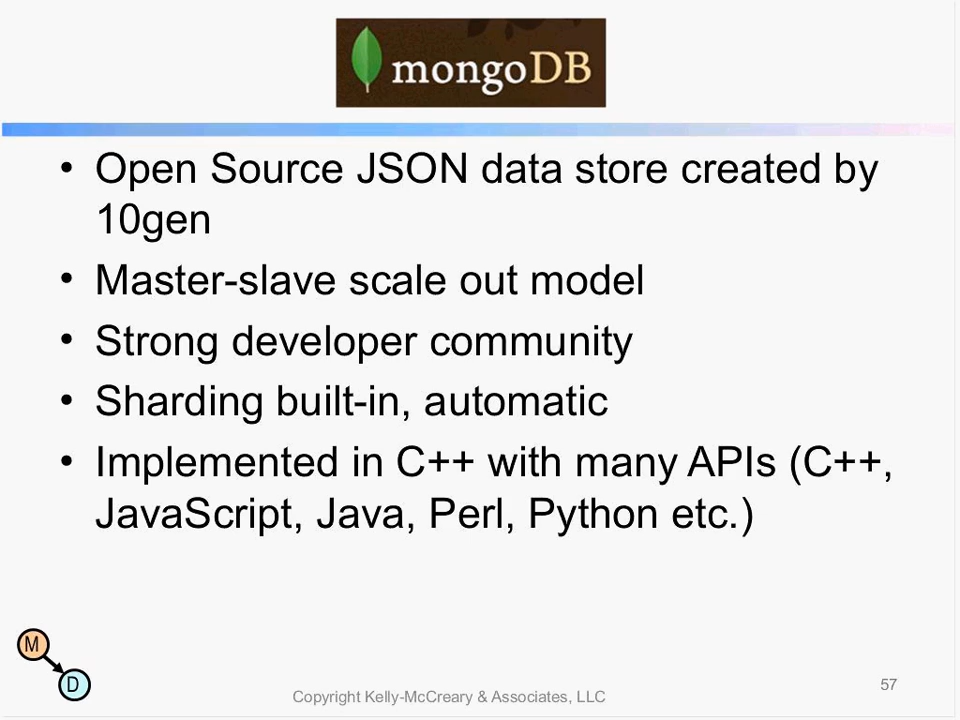 mongoDB
• Open Source JSON data store created by
10gen
• Master-slave scale out model
• Strong developer community
• Sharding built-in, automatic
• Implemented in C++ with many APIs (C++,
JavaScript, Java, Perl, Python etc.)
M
D
Copyright Kelly-McCreary & Associates, LLC
57